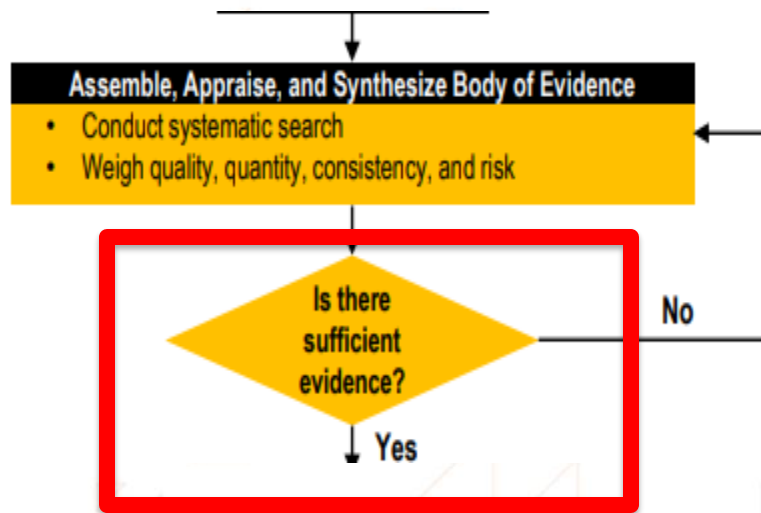 Assemble, Appraise, and Synthesize Body of Evidence
• Conduct systematic search
• Weigh quality, quantity, consistency, and risk
Is there
sufficient
evidence?
No
Yes